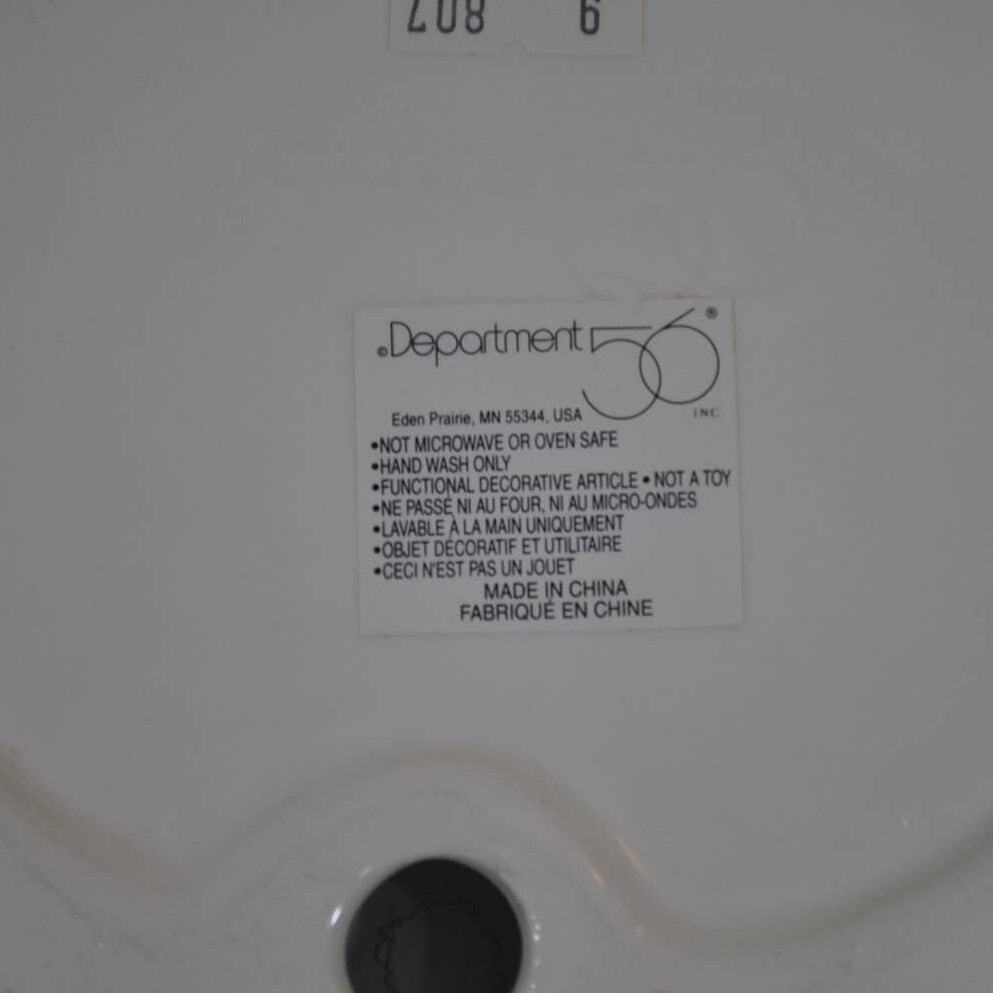 807 6
©Department 56®
INC
Eden Prairie, MN 55344, USA
•NOT MICROWAVE OR OVEN SAFE
•HAND WASH ONLY
•FUNCTIONAL DECORATIVE ARTICLE • NOT A TOY
•NE PASSE NI AU FOUR, NI AU MICRO-ONDES
•LAVABLE À LA MAIN UNIQUEMENT
•OBJET DÉCORATIF ET UTILITAIRE
•CECI N'EST PAS UN JOUET
MADE IN CHINA
FABRIQUÉ EN CHINE